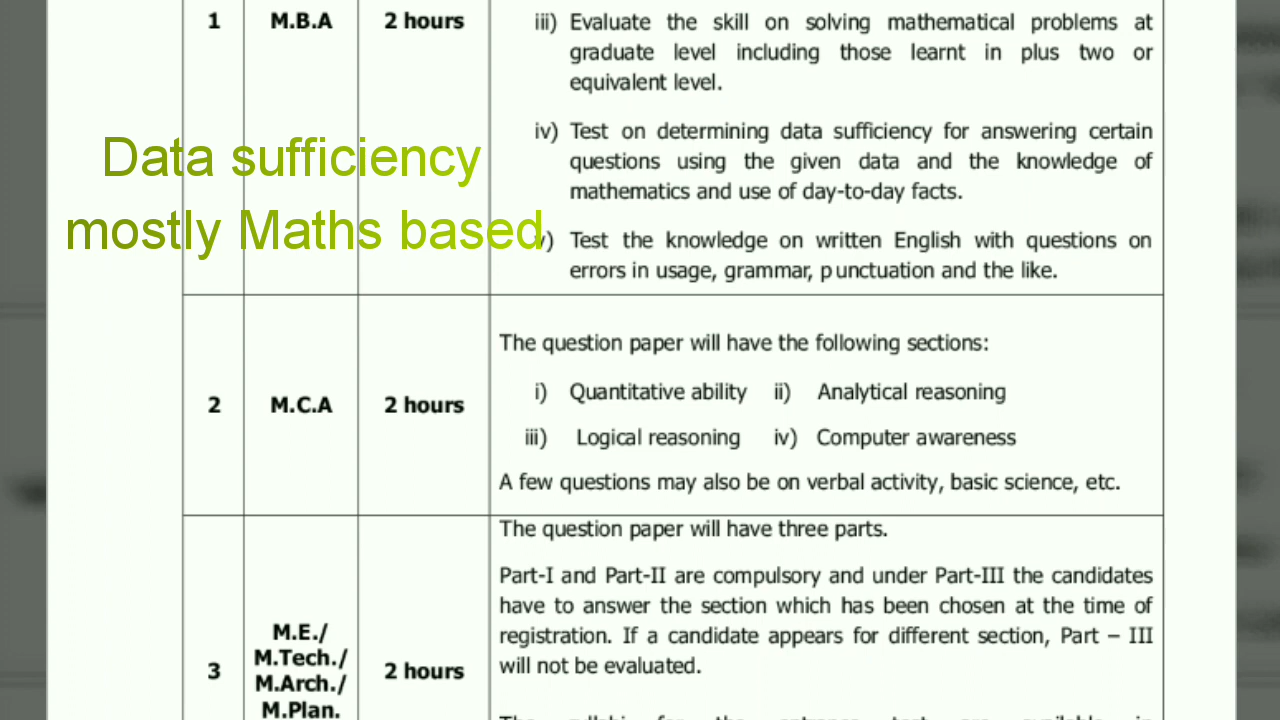 1 M.B.A 2 hours iii) Evaluate the skill on solving mathematical problems at
graduate level including those learnt in plus two or
equivalent level.
iv) Test on determining data sufficiency for answering certain
questions using the given data and the knowledge of
mathematics and use of day-to-day facts.
Data sufficiency
mostly Maths based
v) Test the knowledge on written English with questions on
errors in usage, grammar, punctuation and the like.
The question paper will have the following sections:
i) Quantitative ability ii) Analytical reasoning
2 M.C.A 2 hours
iii) Logical reasoning iv) Computer awareness
A few questions may also be on verbal activity, basic science, etc.
The question paper will have three parts.
Part-I and Part-II are compulsory and under Part-III the candidates
have to answer the section which has been chosen at the time of
registration. If a candidate appears for different section, Part – III
will not be evaluated.
3 M.E./
M.Tech./
M.Arch./
M.Plan.
2 hours